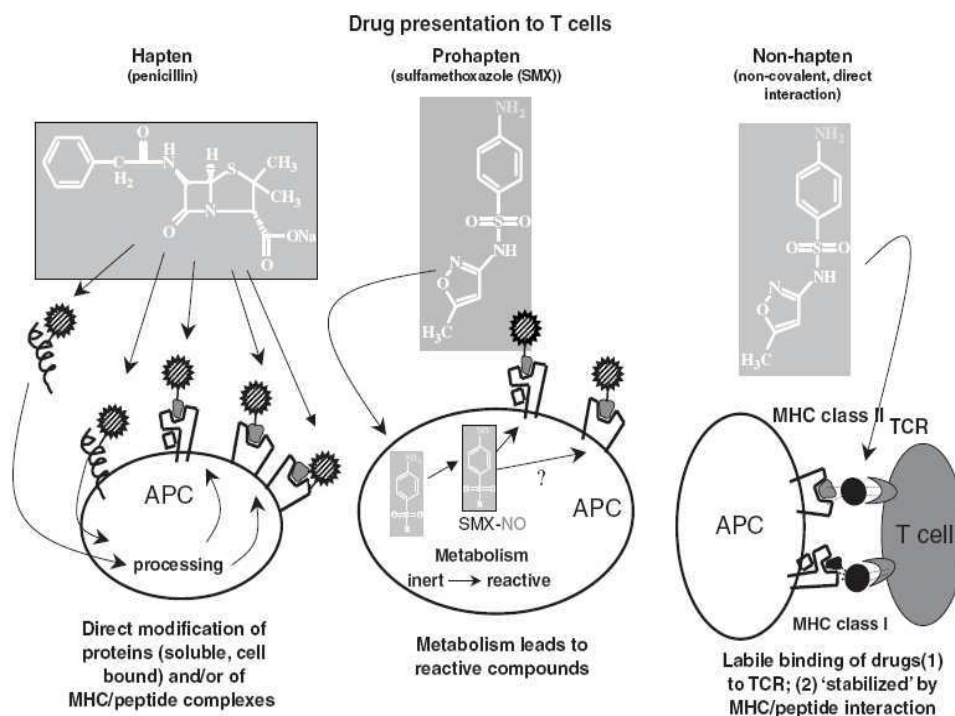 Drug presentation to T cells
Hapten
(penicillin)
Prohapten
(sulfamethoxazole (SMX))
Non-hapten
(non-covalent, direct
interaction)
O
H
N
C
H₂
H
S
CH₃
CH₃
N
O
ONa
O
NH₂
O=S=O
NH
N
O
H₃C
NH₂
O=S=O
NH
N
O
H₃C
APC
processing
?
SMX-NO
APC
Metabolism
inert → reactive
MHC class II
TCR
APC
T cell
MHC class I
Direct modification of
proteins (soluble, cell
bound) and/or of
MHC/peptide complexes
Metabolism leads to
reactive compounds
Labile binding of drugs(1)
to TCR; (2) ‘stabilized’ by
MHC/peptide interaction